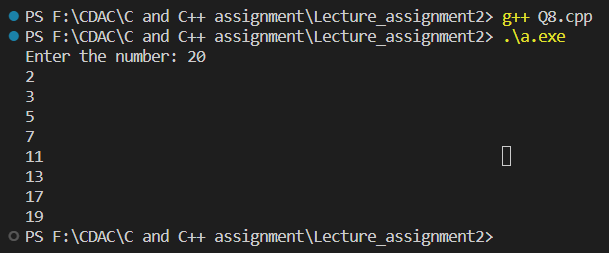 PS F:\CDAC\C and C++ assignment\Lecture_assignment2> g++ Q8.cpp
PS F:\CDAC\C and C++ assignment\Lecture_assignment2> .\a.exe
Enter the number: 20
2
3
5
7
11
13
17
19
PS F:\CDAC\C and C++ assignment\Lecture_assignment2>